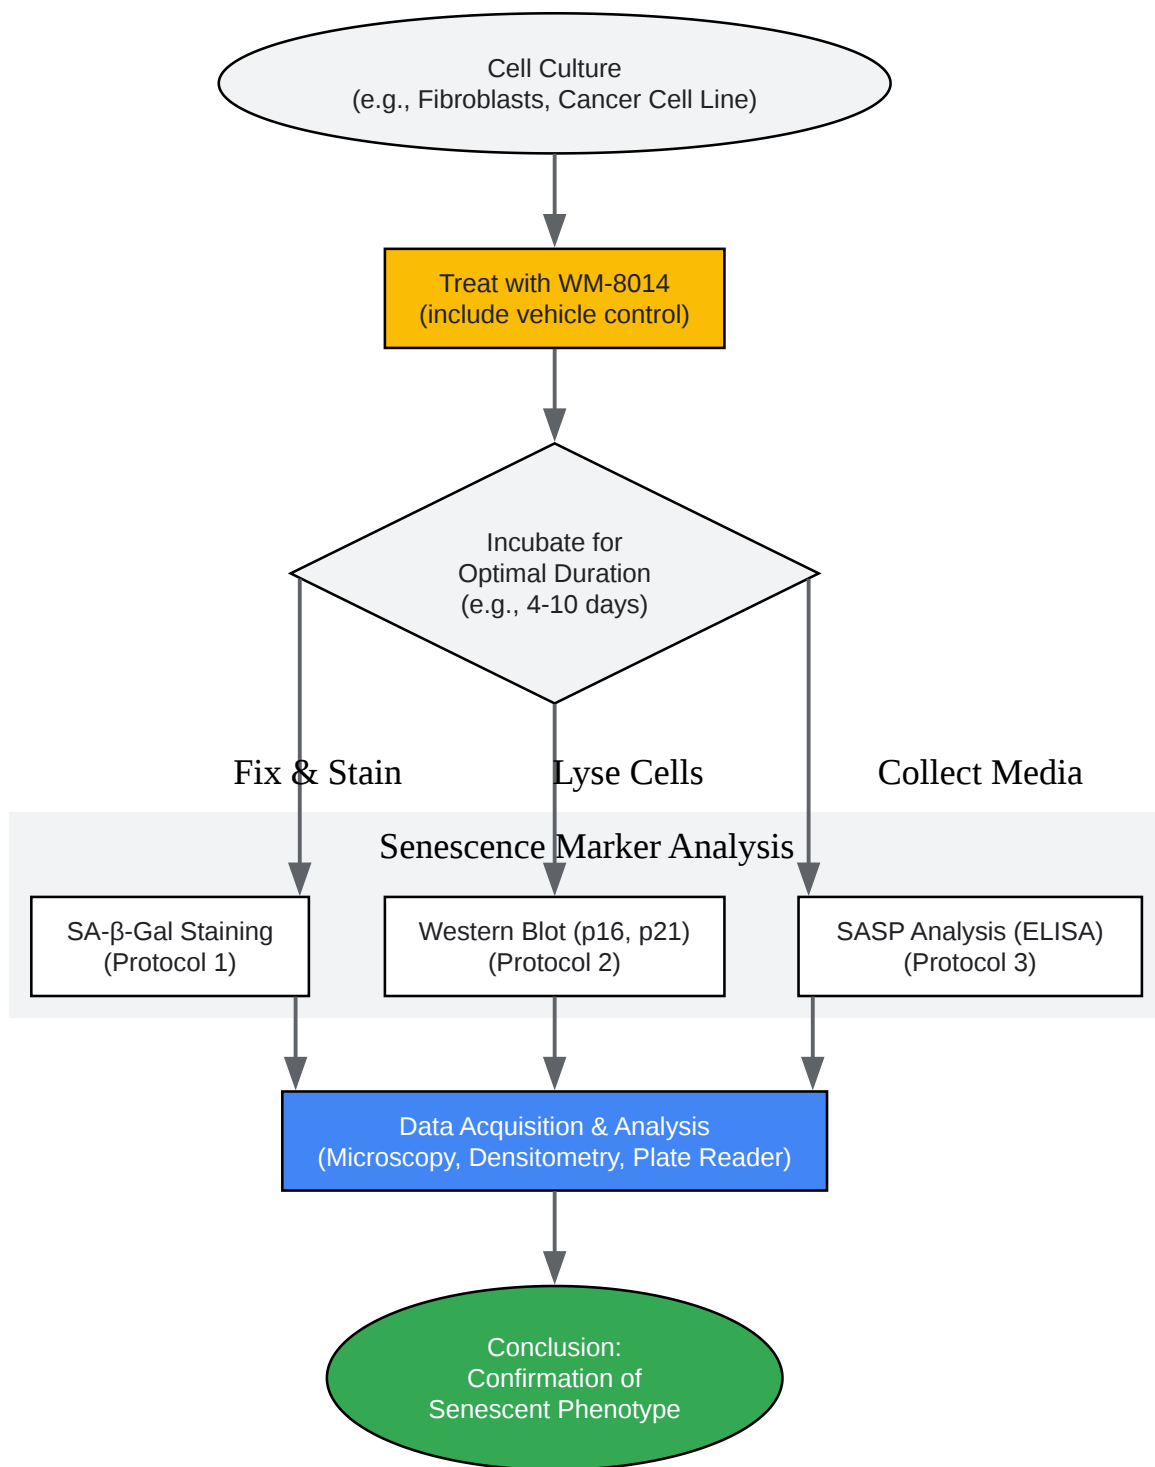 Cell Culture
(e.g., Fibroblasts, Cancer Cell Line)
Treat with WM-8014
(include vehicle control)
Incubate for
Optimal Duration
(e.g., 4-10 days)
Fix & Stain
Lyse Cells
Collect Media
Senescence Marker Analysis
SA-β-Gal Staining
(Protocol 1)
Western Blot (p16, p21)
(Protocol 2)
SASP Analysis (ELISA)
(Protocol 3)
Data Acquisition & Analysis
(Microscopy, Densitometry, Plate Reader)
Conclusion:
Confirmation of
Senescent Phenotype